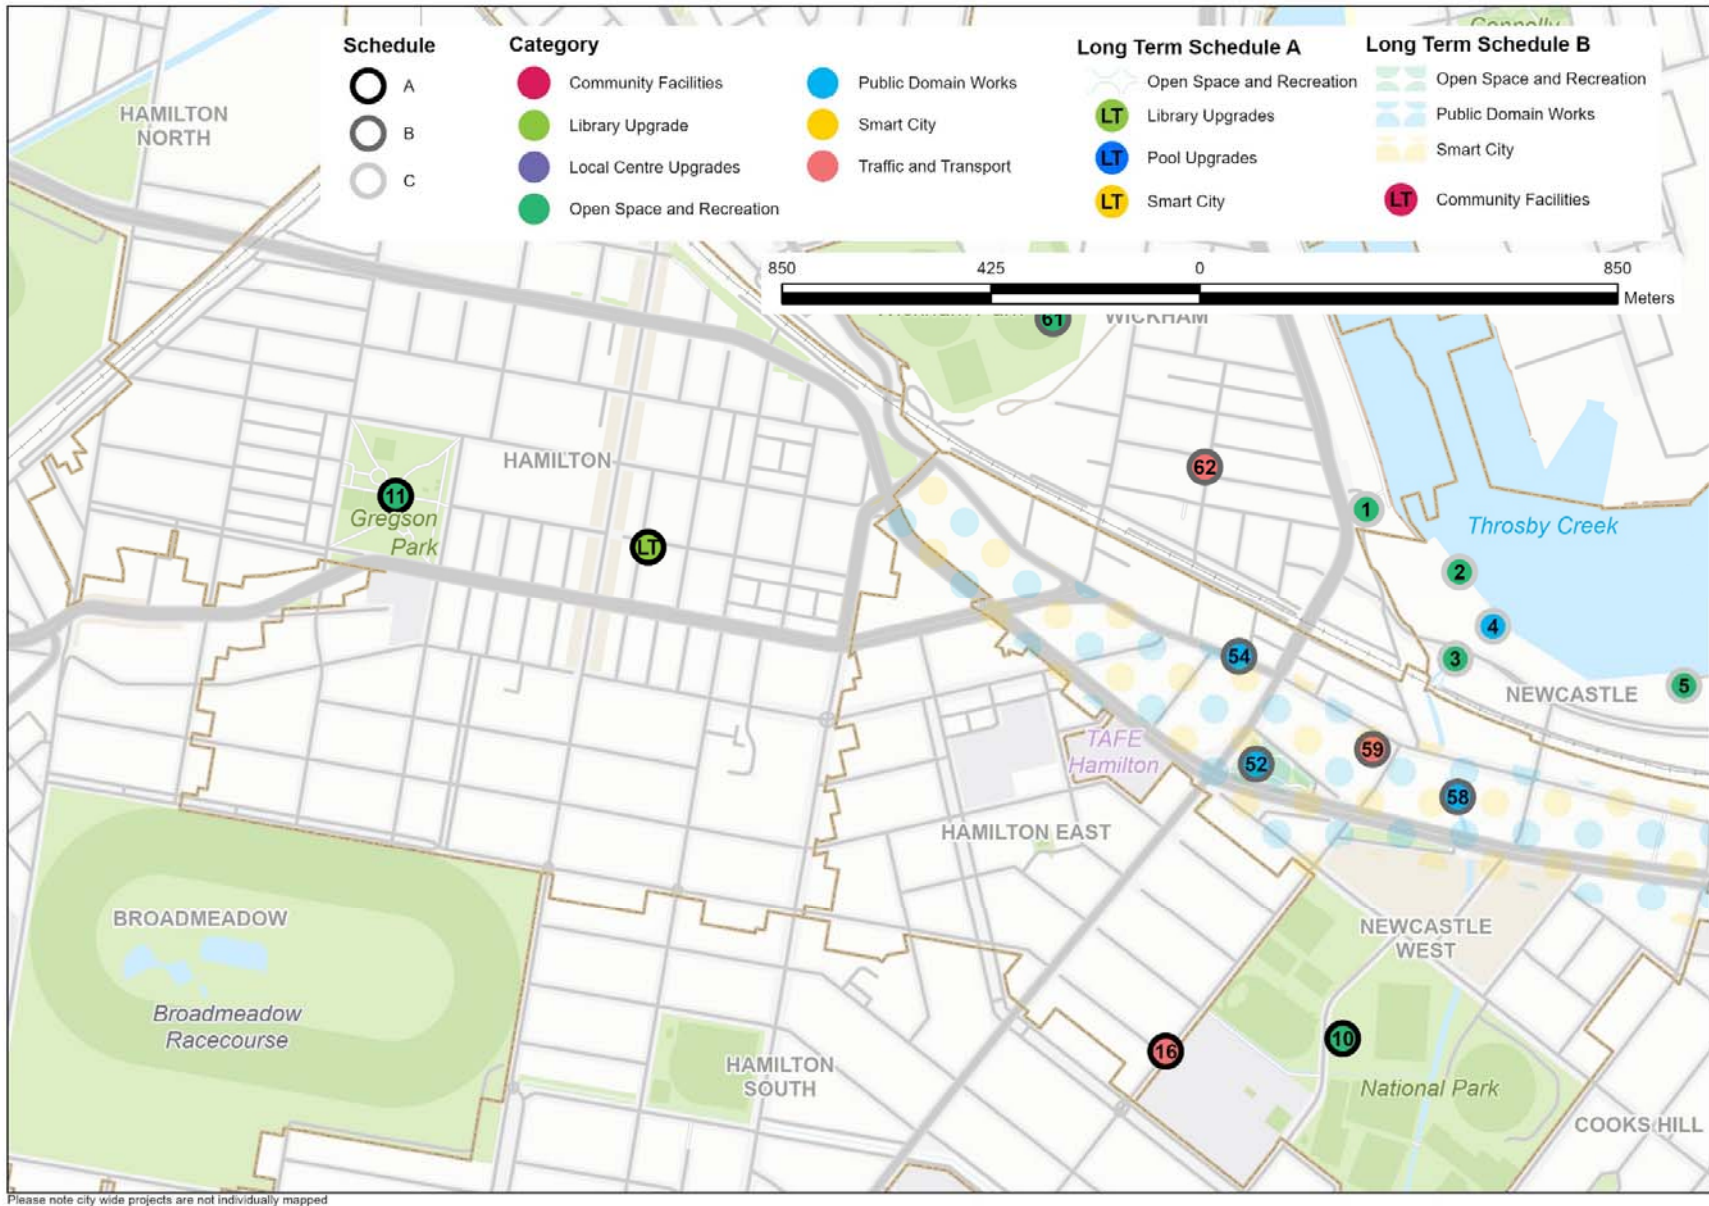 Connolly
Schedule
A
B
C
Category
Community Facilities
Library Upgrade
Local Centre Upgrades
Open Space and Recreation
Public Domain Works
Smart City
Traffic and Transport
Long Term Schedule A
Open Space and Recreation
LT Library Upgrades
LT Pool Upgrades
LT Smart City
Long Term Schedule B
Open Space and Recreation
Public Domain Works
Smart City
LT Community Facilities
850 425 0 850
Meters
HAMILTON
NORTH
Wickham Park
61
WICKHAM
HAMILTON
62
11
Gregson
Park
LT
1
Throsby Creek
2
4
3
54
5
NEWCASTLE
TAFE
Hamilton
59
52
58
HAMILTON EAST
BROADMEADOW
NEWCASTLE
WEST
Broadmeadow
Racecourse
16
10
HAMILTON
SOUTH
National Park
COOKS HILL
Please note city wide projects are not individually mapped